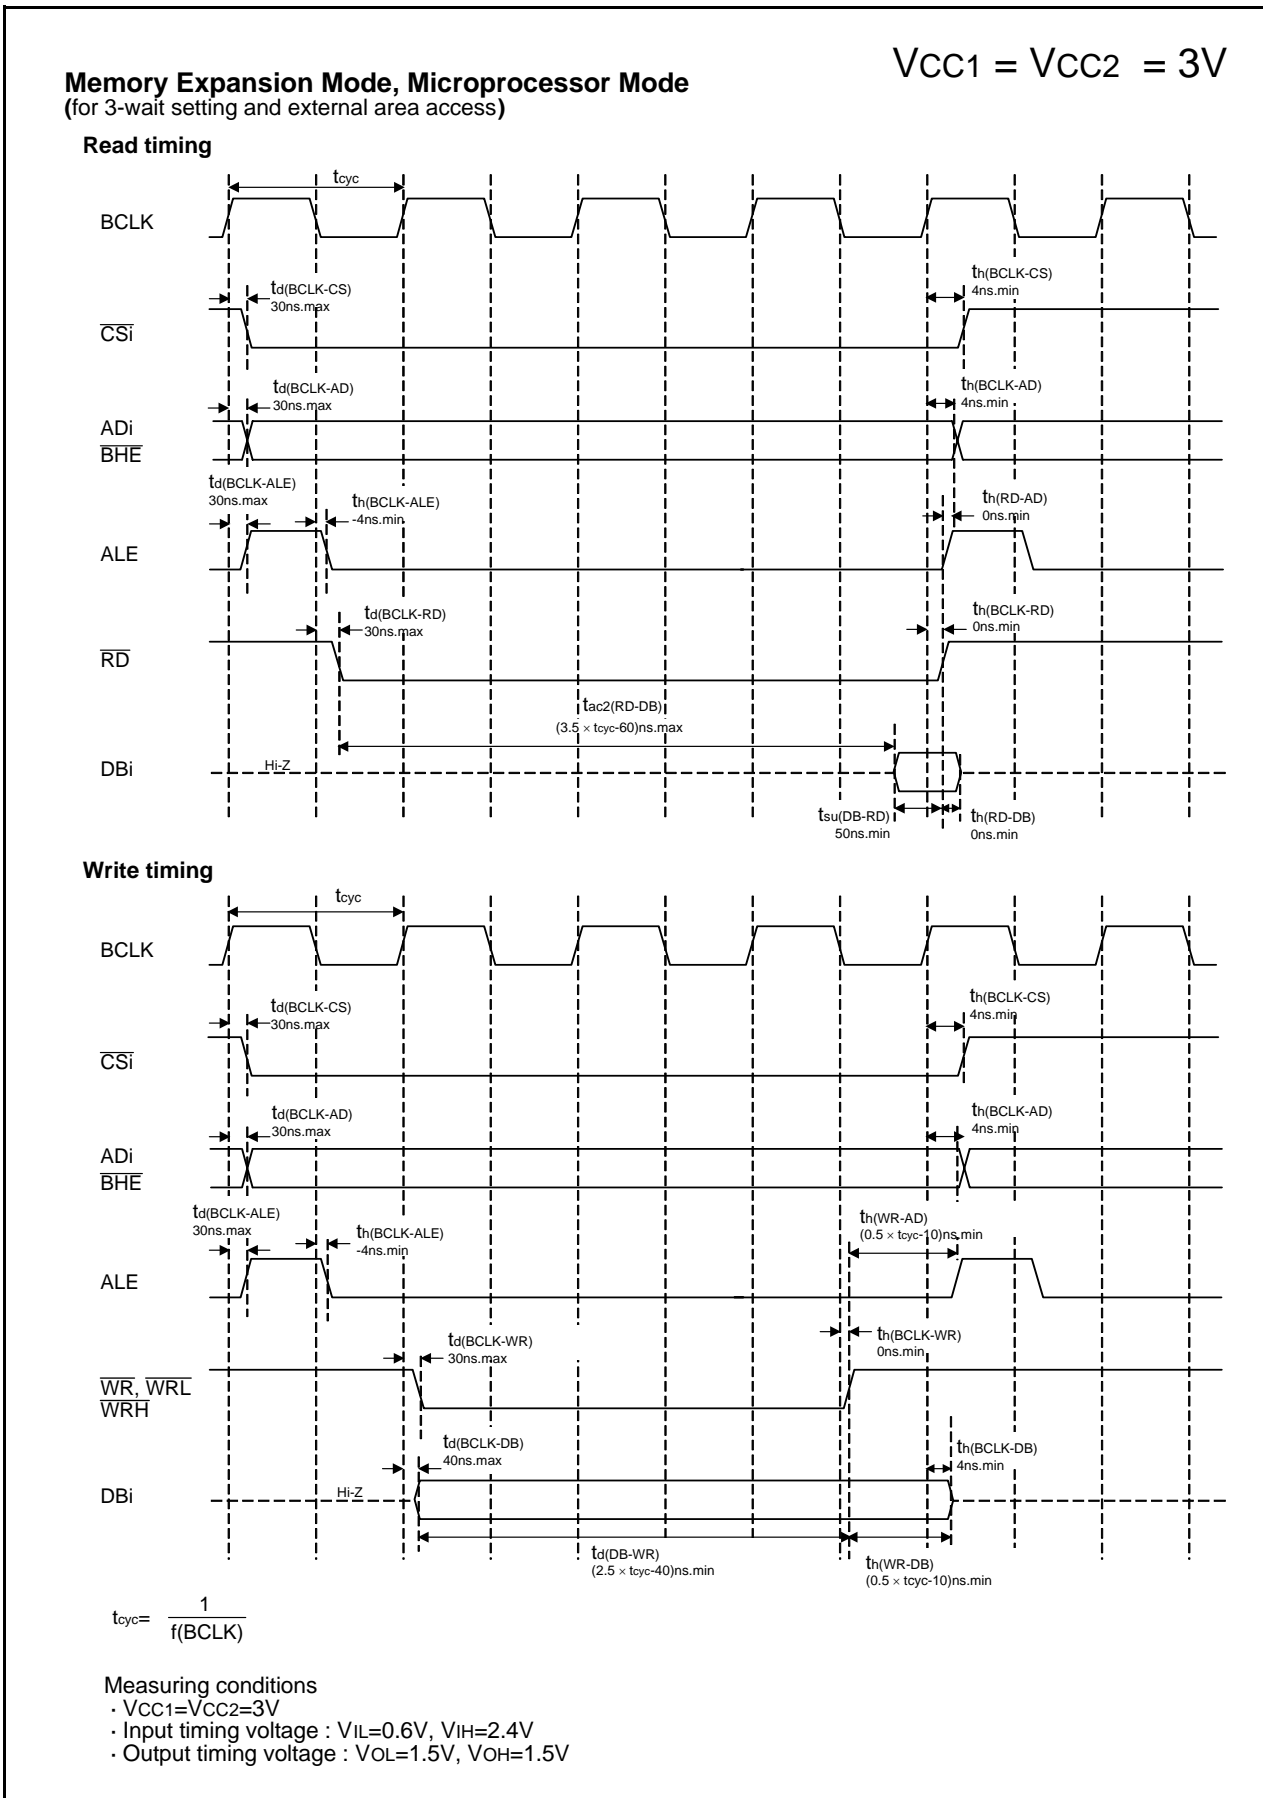 VCC1 = VCC2 = 3V
Memory Expansion Mode, Microprocessor Mode
(for 3-wait setting and external area access)
Read timing
tcyc
BCLK
td(BCLK-CS)
30ns.max
th(BCLK-CS)
4ns.min
CSi
td(BCLK-AD)
30ns.max
th(BCLK-AD)
4ns.min
ADi
BHE
td(BCLK-ALE)
30ns.max
th(BCLK-ALE)
-4ns.min
th(RD-AD)
0ns.min
ALE
td(BCLK-RD)
30ns.max
th(BCLK-RD)
0ns.min
RD
tac2(RD-DB)
(3.5 × tcyc-60)ns.max
DBi
Hi-Z
tsu(DB-RD)
50ns.min
th(RD-DB)
0ns.min
Write timing
tcyc
BCLK
td(BCLK-CS)
30ns.max
th(BCLK-CS)
4ns.min
CSi
td(BCLK-AD)
30ns.max
th(BCLK-AD)
4ns.min
ADi
BHE
td(BCLK-ALE)
30ns.max
th(BCLK-ALE)
-4ns.min
th(WR-AD)
(0.5 × tcyc-10)ns.min
ALE
td(BCLK-WR)
30ns.max
th(BCLK-WR)
0ns.min
WR, WRL
WRH
td(BCLK-DB)
40ns.max
th(BCLK-DB)
4ns.min
DBi
Hi-Z
td(DB-WR)
(2.5 × tcyc-40)ns.min
th(WR-DB)
(0.5 × tcyc-10)ns.min
tcyc= 1
f(BCLK)
Measuring conditions
· VCC1=VCC2=3V
· Input timing voltage : VIL=0.6V, VIH=2.4V
· Output timing voltage : VOL=1.5V, VOH=1.5V